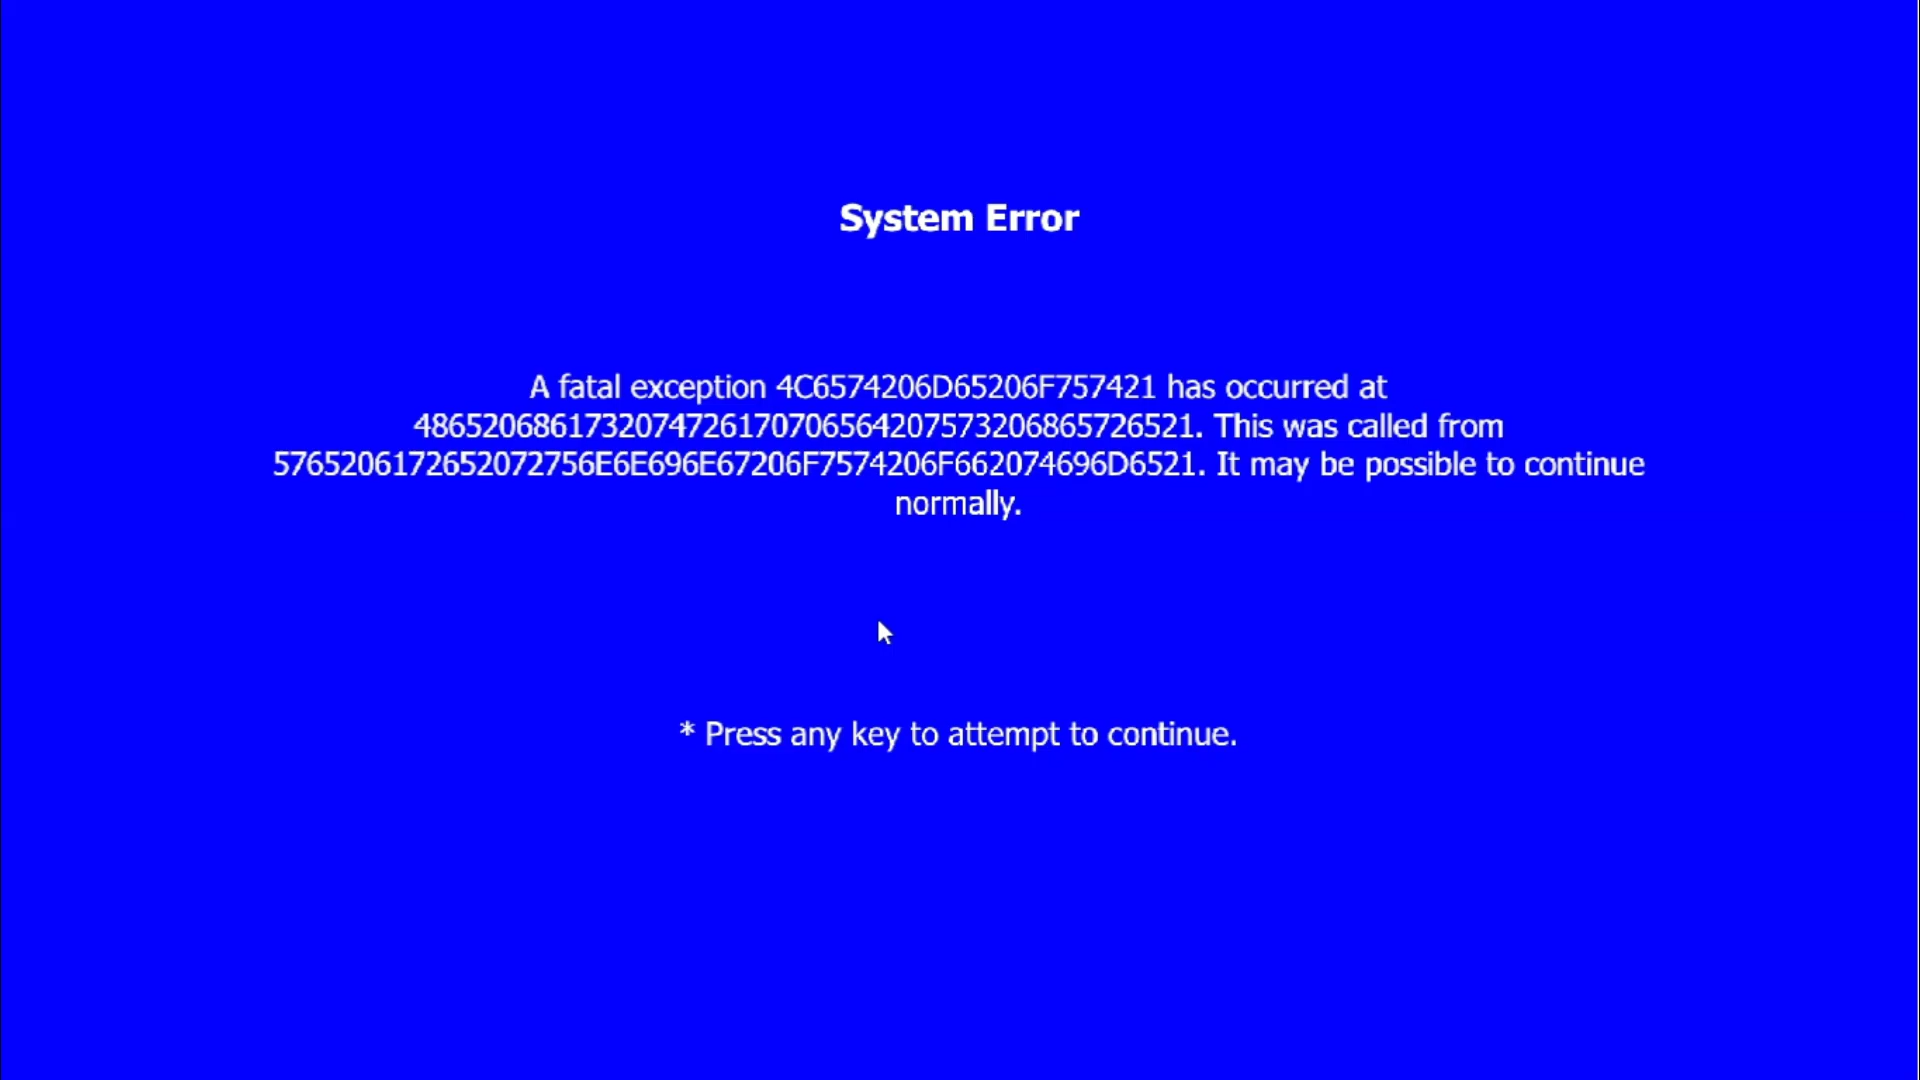 System Error
A fatal exception 4C6574206D65206F757421 has occurred at
4865206861732074726170706564207573206865726521. This was called from
5765206172652072756E6E696E67206F7574206F662074696D6521. It may be possible to continue
normally.
* Press any key to attempt to continue.